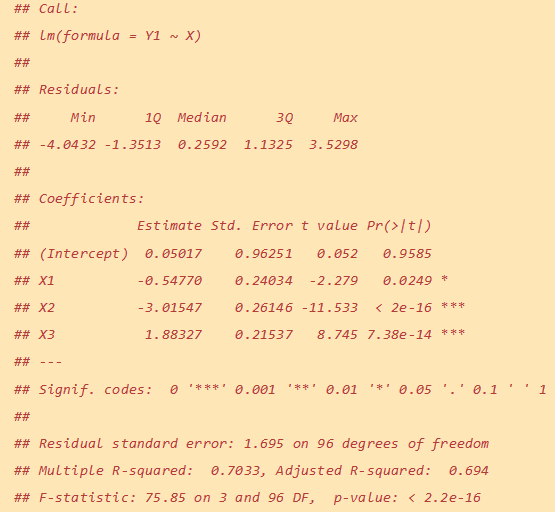 ## Call:
## lm(formula = Y1 ~ X)
##
## Residuals:
##     Min      1Q  Median      3Q     Max
## -4.0432 -1.3513  0.2592  1.1325  3.5298
##
## Coefficients:
##             Estimate Std. Error t value Pr(>|t|)
## (Intercept)  0.05017    0.96251   0.052   0.9585
## X1          -0.54770    0.24034  -2.279   0.0249 *
## X2          -3.01547    0.26146 -11.533  < 2e-16 ***
## X3           1.88327    0.21537   8.745 7.38e-14 ***
## ---
## Signif. codes:  0 '***' 0.001 '**' 0.01 '*' 0.05 '.' 0.1 ' ' 1
##
## Residual standard error: 1.695 on 96 degrees of freedom
## Multiple R-squared:  0.7033, Adjusted R-squared:  0.694
## F-statistic: 75.85 on 3 and 96 DF,  p-value: < 2.2e-16